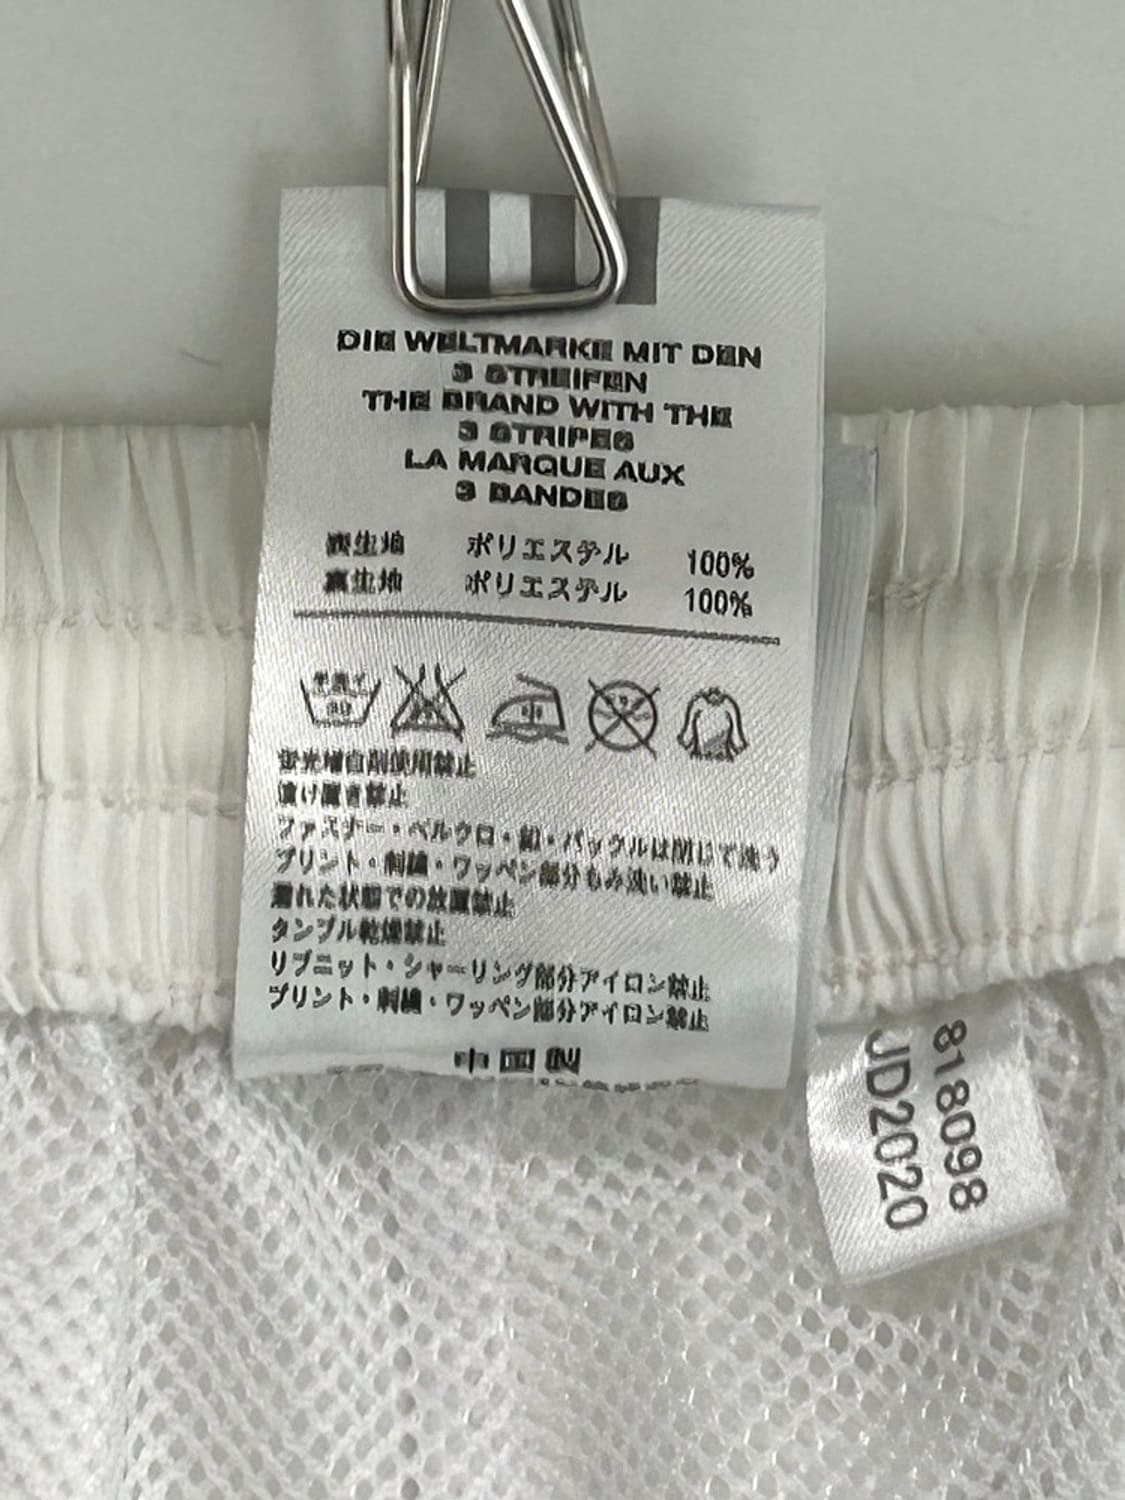 DIE WELTMARKE MIT DEN
3 STREIFEN
THE BRAND WITH THE
3 STRIPES
LA MARQUE AUX
3 BANDES
表生地 ポリエステル 100%
裏生地 ポリエステル 100%
蛍光増白剤使用禁止
漬け置き禁止
ファスナー・ベルクロ・釦・バックルは閉じて洗う
プリント・刺繍・ワッペン部分もみ洗い禁止
濡れた状態での放置禁止
タンブル乾燥禁止
リブニット・シャーリング部分アイロン禁止
プリント・刺繍・ワッペン部分アイロン禁止
中国製
818098
JD2020